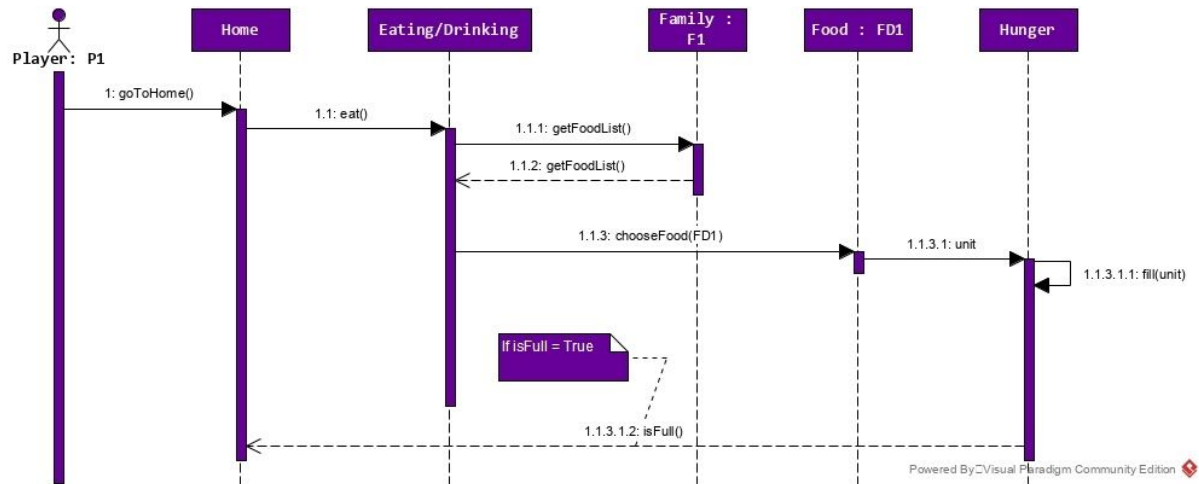 Player: P1
Home
Eating/Drinking
Family :
F1
Food : FD1
Hunger
1: goToHome()
1.1: eat()
1.1.1: getFoodList()
1.1.2: getFoodList()
1.1.3: chooseFood(FD1)
1.1.3.1: unit
1.1.3.1.1: fill(unit)
If isFull = True
1.1.3.1.2: isFull()
Powered By Visual Paradigm Community Edition